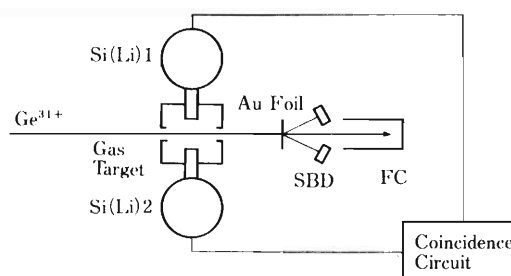 Si(Li)1
Au Foil
Ge³¹⁺
Gas
Target
SBD
FC
Si(Li)2
Coincidence
Circuit